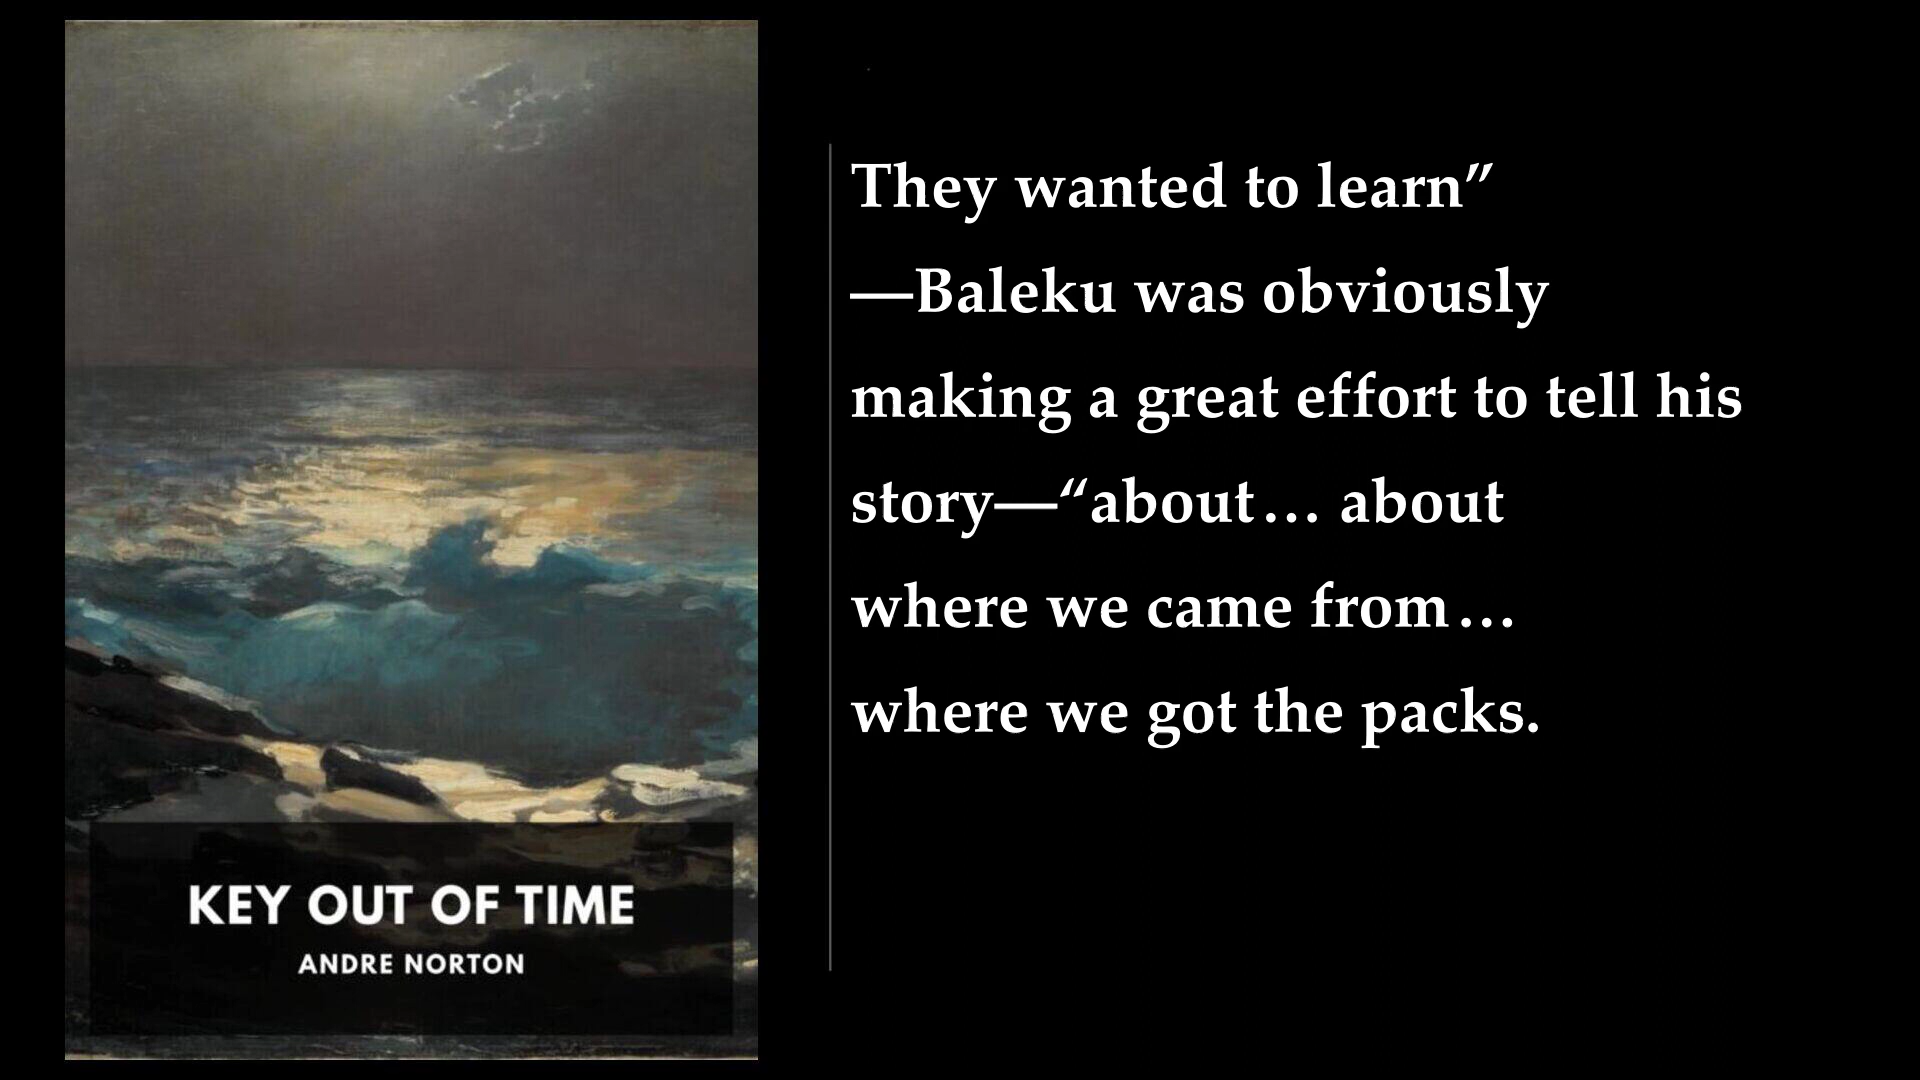 They wanted to learn”
—Baleku was obviously
making a great effort to tell his
story—“about… about
where we came from…
where we got the packs.
KEY OUT OF TIME
ANDRE NORTON